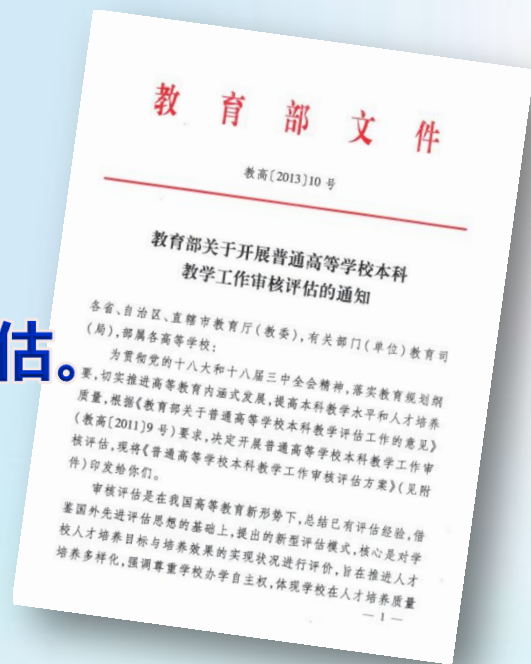 教育部文件
教高〔2013〕10 号
教育部关于开展普通高等学校本科
教学工作审核评估的通知
各省、自治区、直辖市教育厅(教委),有关部门(单位)教育司
(局),部属各高等学校:
为贯彻党的十八大和十八届三中全会精神,落实教育规划纲
要,切实推进高等教育内涵式发展,提高本科教学水平和人才培养
质量,根据《教育部关于普通高等学校本科教学评估工作的意见》
(教高〔2011〕9 号)要求,决定开展普通高等学校本科教学工作审
核评估,现将《普通高等学校本科教学工作审核评估方案》(见附
件)印发给你们。
审核评估是在我国高等教育新形势下,总结已有评估经验,借
鉴国外先进评估思想的基础上,提出的新型评估模式,核心是对学
校人才培养目标与培养效果的实现状况进行评价,旨在推进人才
培养多样化,强调尊重学校办学自主权,体现学校在人才培养质量
— 1 —
估。